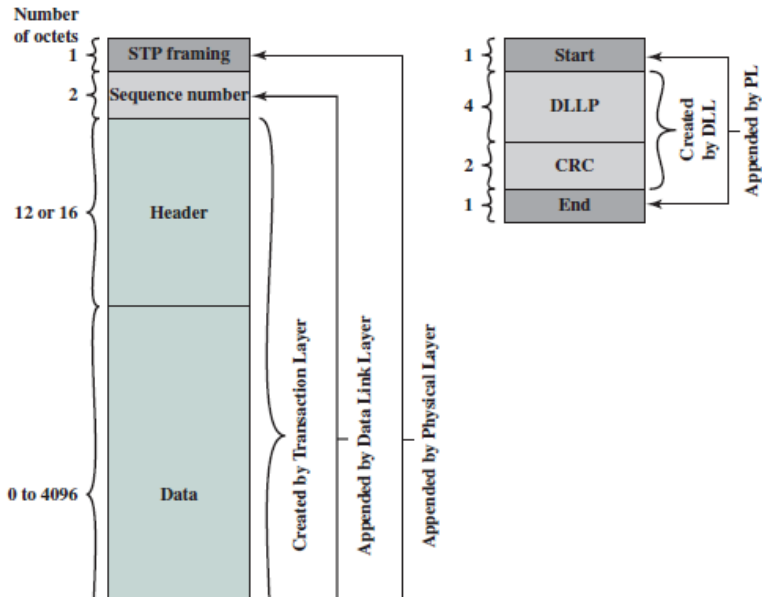 Number
of octets
1
STP framing
2
Sequence number
12 or 16
Header
0 to 4096
Data
Created by Transaction Layer
Appended by Data Link Layer
Appended by Physical Layer
1
Start
4
DLLP
2
CRC
1
End
Created
by DLL
Appended by PL